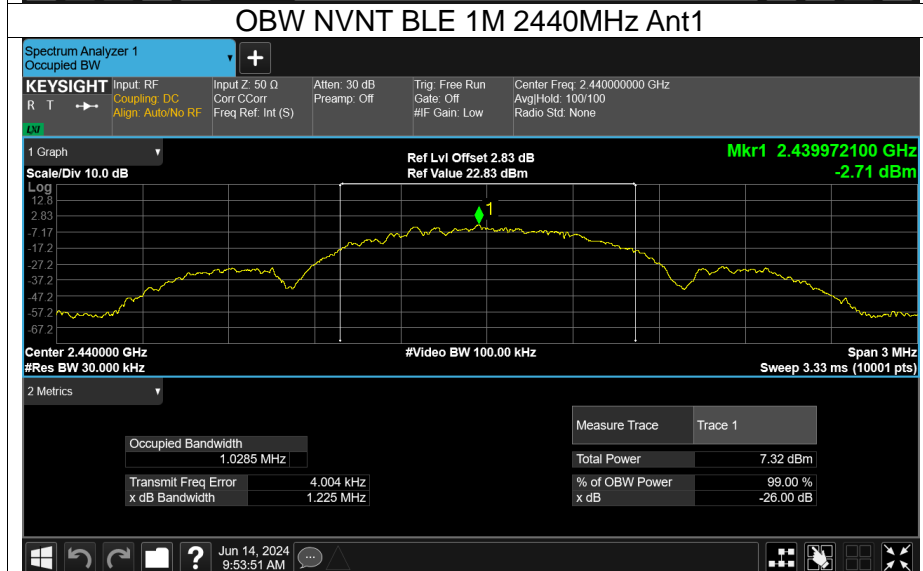 OBW NVNT BLE 1M 2440MHz Ant1
Spectrum Analyzer 1
Occupied BW
+
KEYSIGHT Input: RF Input Z: 50 Ω Atten: 30 dB Trig: Free Run Center Freq: 2.440000000 GHz
R T Coupling: DC Corr CCorr Preamp: Off Gate: Off Avg|Hold: 100/100
Align: Auto/No RF Freq Ref: Int (S) #IF Gain: Low Radio Std: None
LXI
1 Graph Ref Lvl Offset 2.83 dB Mkr1 2.439972100 GHz
Scale/Div 10.0 dB Ref Value 22.83 dBm -2.71 dBm
Log
12.8
2.83
1
-7.17
-17.2
-27.2
-37.2
-47.2
-57.2
-67.2
Center 2.440000 GHz #Video BW 100.00 kHz Span 3 MHz
#Res BW 30.000 kHz Sweep 3.33 ms (10001 pts)
2 Metrics
Measure Trace Trace 1
Occupied Bandwidth
1.0285 MHz Total Power 7.32 dBm
Transmit Freq Error 4.004 kHz % of OBW Power 99.00 %
x dB Bandwidth 1.225 MHz x dB -26.00 dB
? Jun 14, 2024
9:53:51 AM